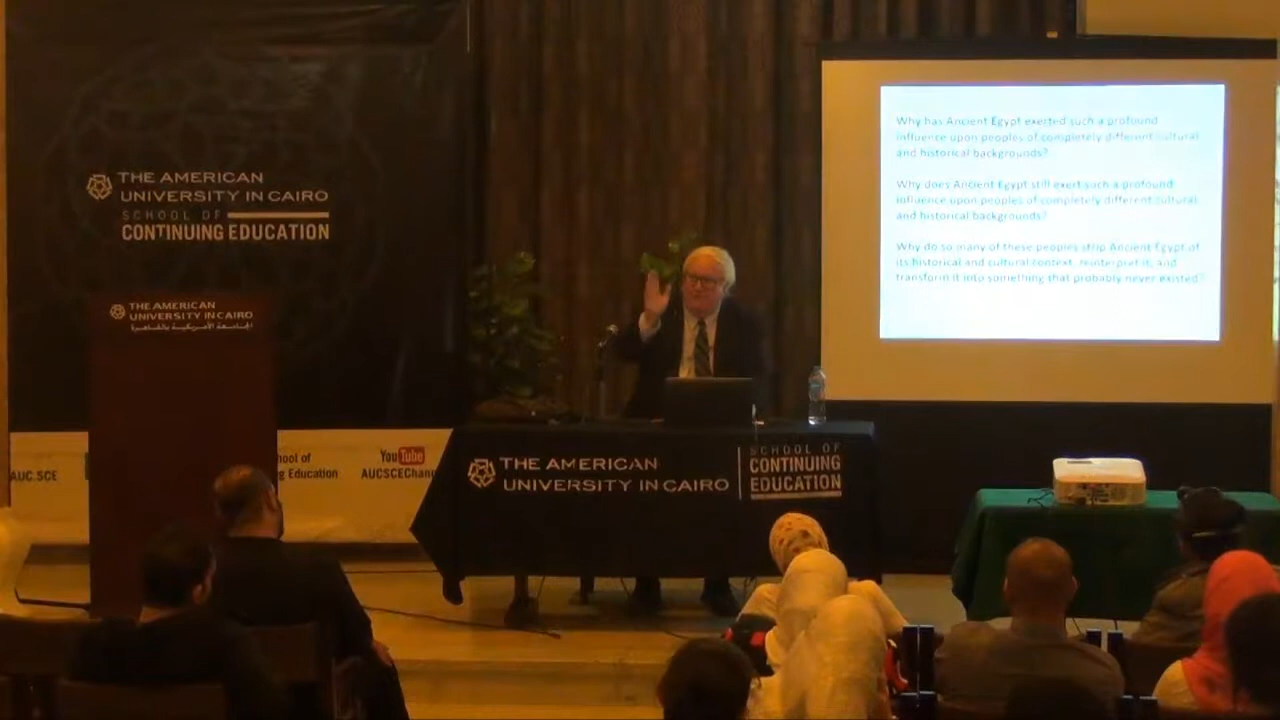 THE AMERICAN
UNIVERSITY IN CAIRO
SCHOOL OF
CONTINUING EDUCATION
THE AMERICAN
UNIVERSITY IN CAIRO
الجامعة الأمريكية بالقاهرة
AUC.SCE
hool of
g Education
YouTube
AUCSCEChan
THE AMERICAN
UNIVERSITY IN CAIRO
SCHOOL OF
CONTINUING
EDUCATION
Why has Ancient Egypt exerted such a profound
influence upon peoples of completely different cultural
and historical backgrounds?
Why does Ancient Egypt still exert such a profound
influence upon peoples of completely different cultural
and historical backgrounds?
Why do so many of these peoples strip Ancient Egypt of
its historical and cultural context, reinterpret it, and
transform it into something that probably never existed?